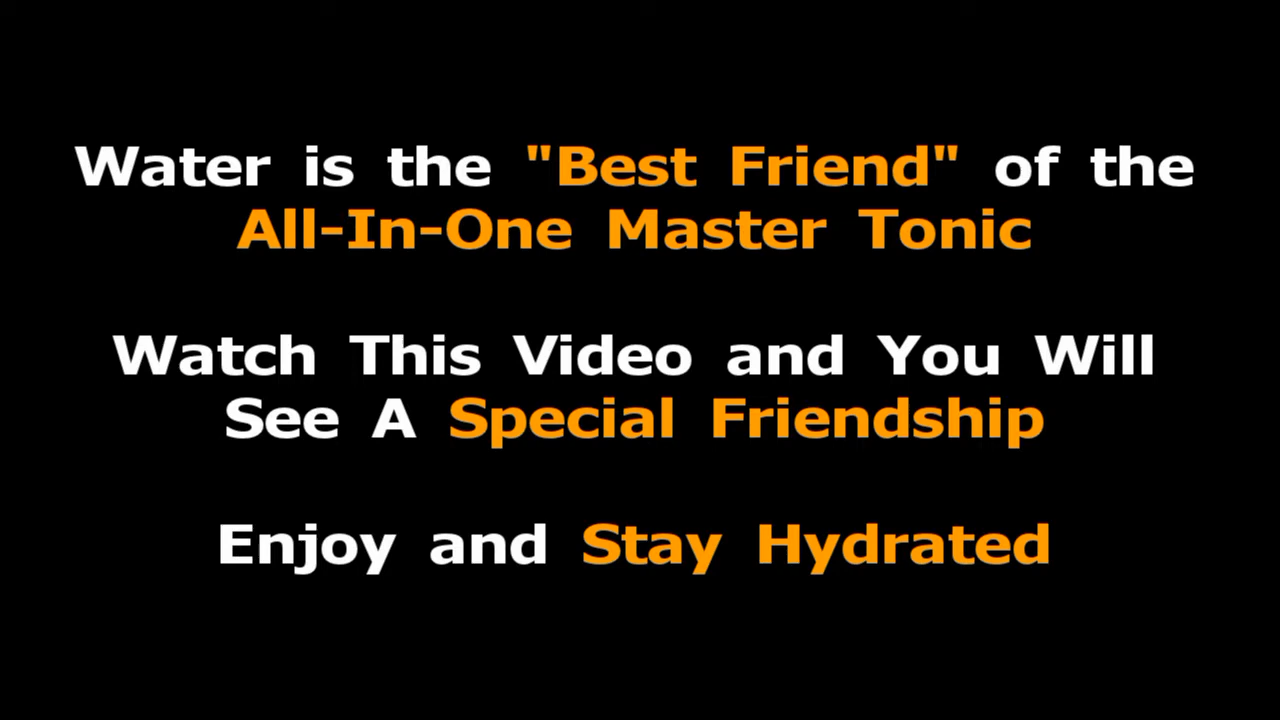 Water is the "Best Friend" of the
All-In-One Master Tonic
Watch This Video and You Will
See A Special Friendship
Enjoy and Stay Hydrated